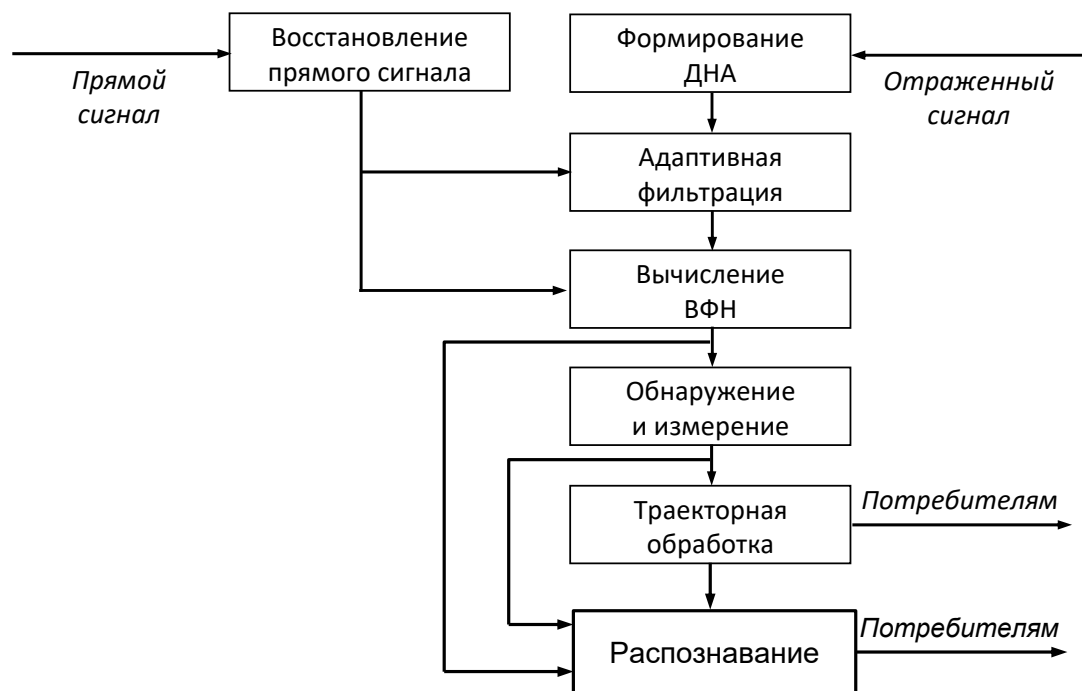 Восстановление
прямого сигнала
Формирование
ДНА
Прямой
сигнал
Отраженный
сигнал
Адаптивная
фильтрация
Вычисление
ВФН
Обнаружение
и измерение
Траекторная
обработка
Потребителям
Распознавание
Потребителям